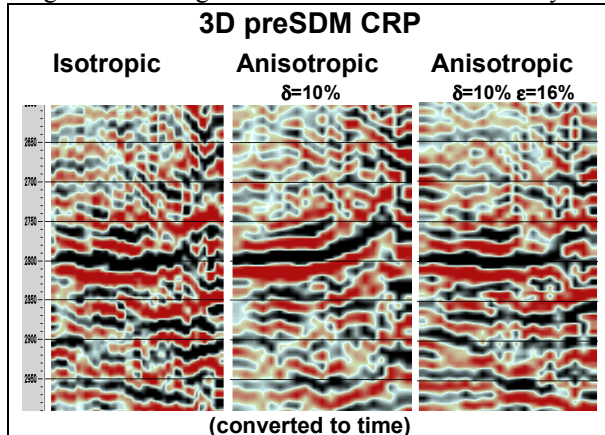 3D preSDM CRP
Isotropic Anisotropic Anisotropic
δ=10% δ=10% ε=16%
2650
2700
2750
2800
2850
2900
2950
(converted to time)